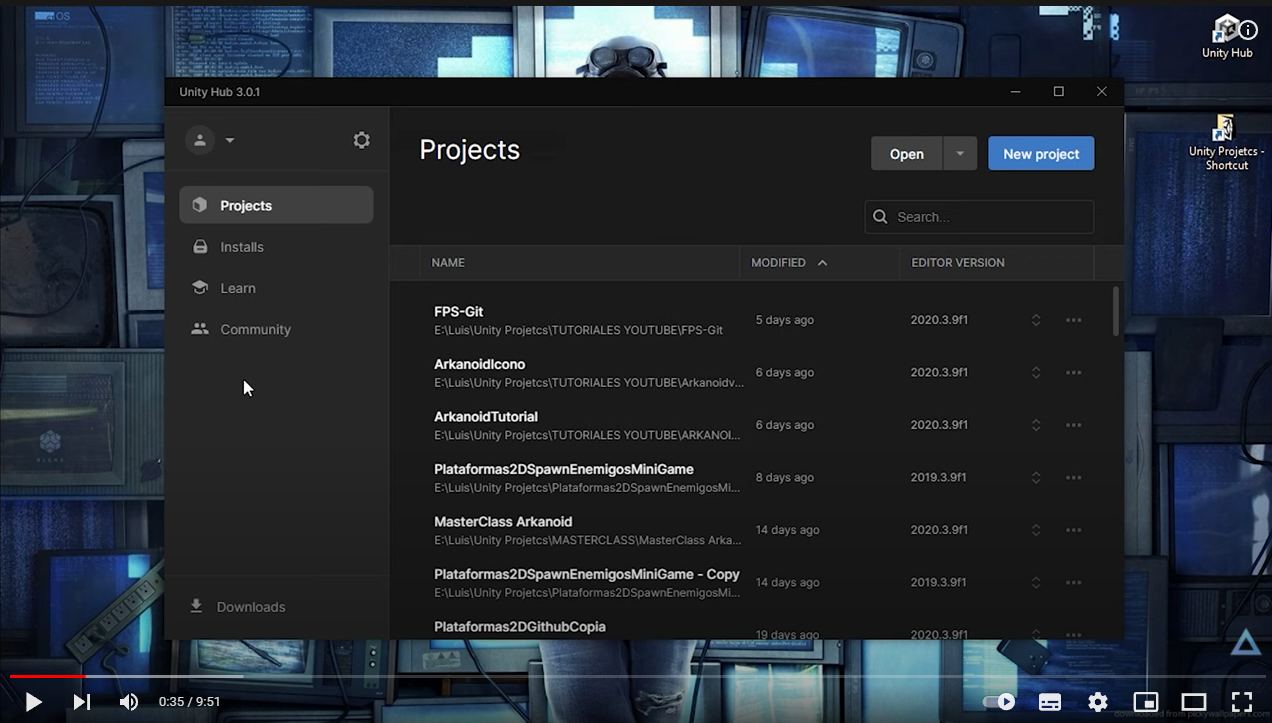 Unity Hub
Unity Projetcs -
Shortcut
Unity Hub 3.0.1
Projects
Open
New project
Projects
Installs
Learn
Community
Downloads
Search...
NAME
MODIFIED
EDITOR VERSION
FPS-Git
E:\Luis\Unity Projetcs\TUTORIALES YOUTUBE\FPS-Git
5 days ago
2020.3.9f1
ArkanoidIcono
E:\Luis\Unity Projetcs\TUTORIALES YOUTUBE\Arkanoidv...
6 days ago
2020.3.9f1
ArkanoidTutorial
E:\Luis\Unity Projetcs\TUTORIALES YOUTUBE\ARKANOI...
6 days ago
2020.3.9f1
Plataformas2DSpawnEnemigosMiniGame
E:\Luis\Unity Projetcs\Plataformas2DSpawnEnemigosMi...
8 days ago
2019.3.9f1
MasterClass Arkanoid
E:\Luis\Unity Projetcs\MASTERCLASS\MasterClass Arka...
14 days ago
2020.3.9f1
Plataformas2DSpawnEnemigosMiniGame - Copy
E:\Luis\Unity Projetcs\Plataformas2DSpawnEnemigosMi...
14 days ago
2019.3.9f1
Plataformas2DGithubCopia
19 days ago
2020.3.9f1
0:35 / 9:51
downloaded from pickywallpapers.com